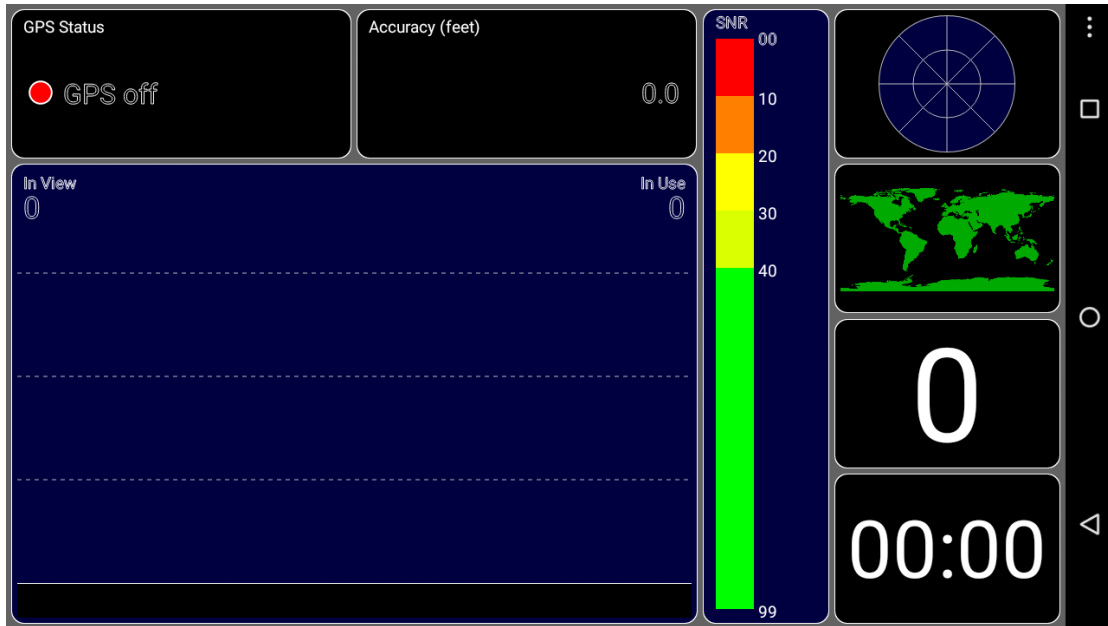 GPS Status
GPS off
Accuracy (feet)
0.0
In View
0
In Use
0
SNR
00
10
20
30
40
99
0
00:00